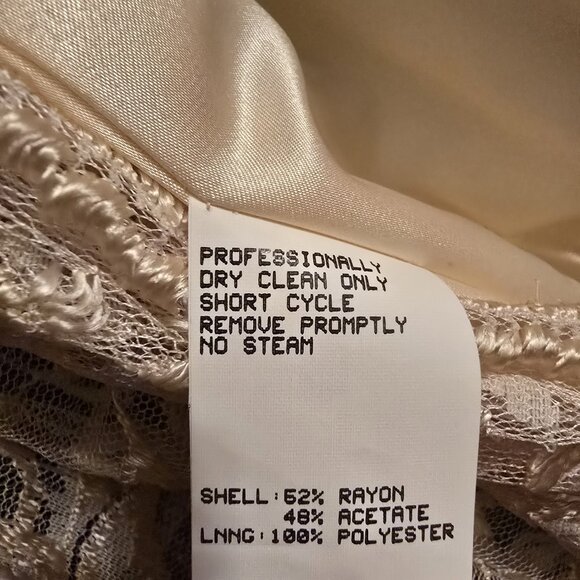 PROFESSIONALLY
DRY CLEAN ONLY
SHORT CYCLE
REMOVE PROMPTLY
NO STEAM
SHELL:52% RAYON
48% ACETATE
LNNG:100% POLYESTER